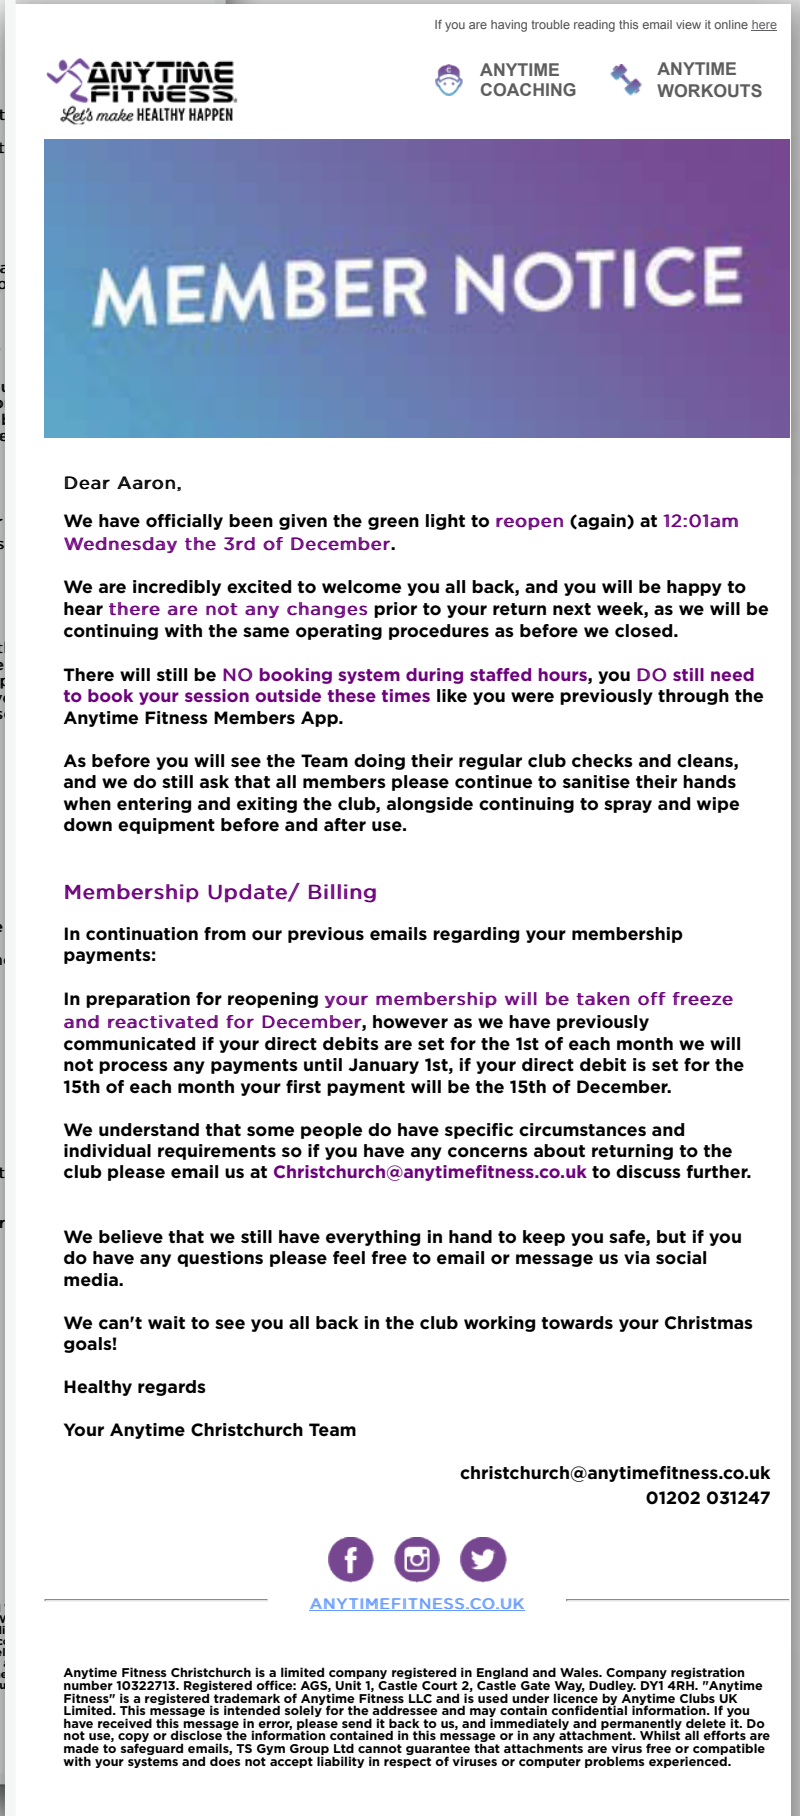 If you are having trouble reading this email view it online here
ANYTIME
FITNESS
Let's make HEALTHY HAPPEN
ANYTIME
COACHING
ANYTIME
WORKOUTS
MEMBER NOTICE
Dear Aaron,
We have officially been given the green light to reopen (again) at 12:01am
Wednesday the 3rd of December.
We are incredibly excited to welcome you all back, and you will be happy to
hear there are not any changes prior to your return next week, as we will be
continuing with the same operating procedures as before we closed.
There will still be NO booking system during staffed hours, you DO still need
to book your session outside these times like you were previously through the
Anytime Fitness Members App.
As before you will see the Team doing their regular club checks and cleans,
and we do still ask that all members please continue to sanitise their hands
when entering and exiting the club, alongside continuing to spray and wipe
down equipment before and after use.
Membership Update/ Billing
In continuation from our previous emails regarding your membership
payments:
In preparation for reopening your membership will be taken off freeze
and reactivated for December, however as we have previously
communicated if your direct debits are set for the 1st of each month we will
not process any payments until January 1st, if your direct debit is set for the
15th of each month your first payment will be the 15th of December.
We understand that some people do have specific circumstances and
individual requirements so if you have any concerns about returning to the
club please email us at Christchurch@anytimefitness.co.uk to discuss further.
We believe that we still have everything in hand to keep you safe, but if you
do have any questions please feel free to email or message us via social
media.
We can't wait to see you all back in the club working towards your Christmas
goals!
Healthy regards
Your Anytime Christchurch Team
christchurch@anytimefitness.co.uk
01202 031247
ANYTIMEFITNESS.CO.UK
Anytime Fitness Christchurch is a limited company registered in England and Wales. Company registration
number 10322713. Registered office: AGS, Unit 1, Castle Court 2, Castle Gate Way, Dudley. DY1 4RH. "Anytime
Fitness" is a registered trademark of Anytime Fitness LLC and is used under licence by Anytime Clubs UK
Limited. This message is intended solely for the addressee and may contain confidential information. If you
have received this message in error, please send it back to us, and immediately and permanently delete it. Do
not use, copy or disclose the information contained in this message or in any attachment. Whilst all efforts are
made to safeguard emails, TS Gym Group Ltd cannot guarantee that attachments are virus free or compatible
with your systems and does not accept liability in respect of viruses or computer problems experienced.